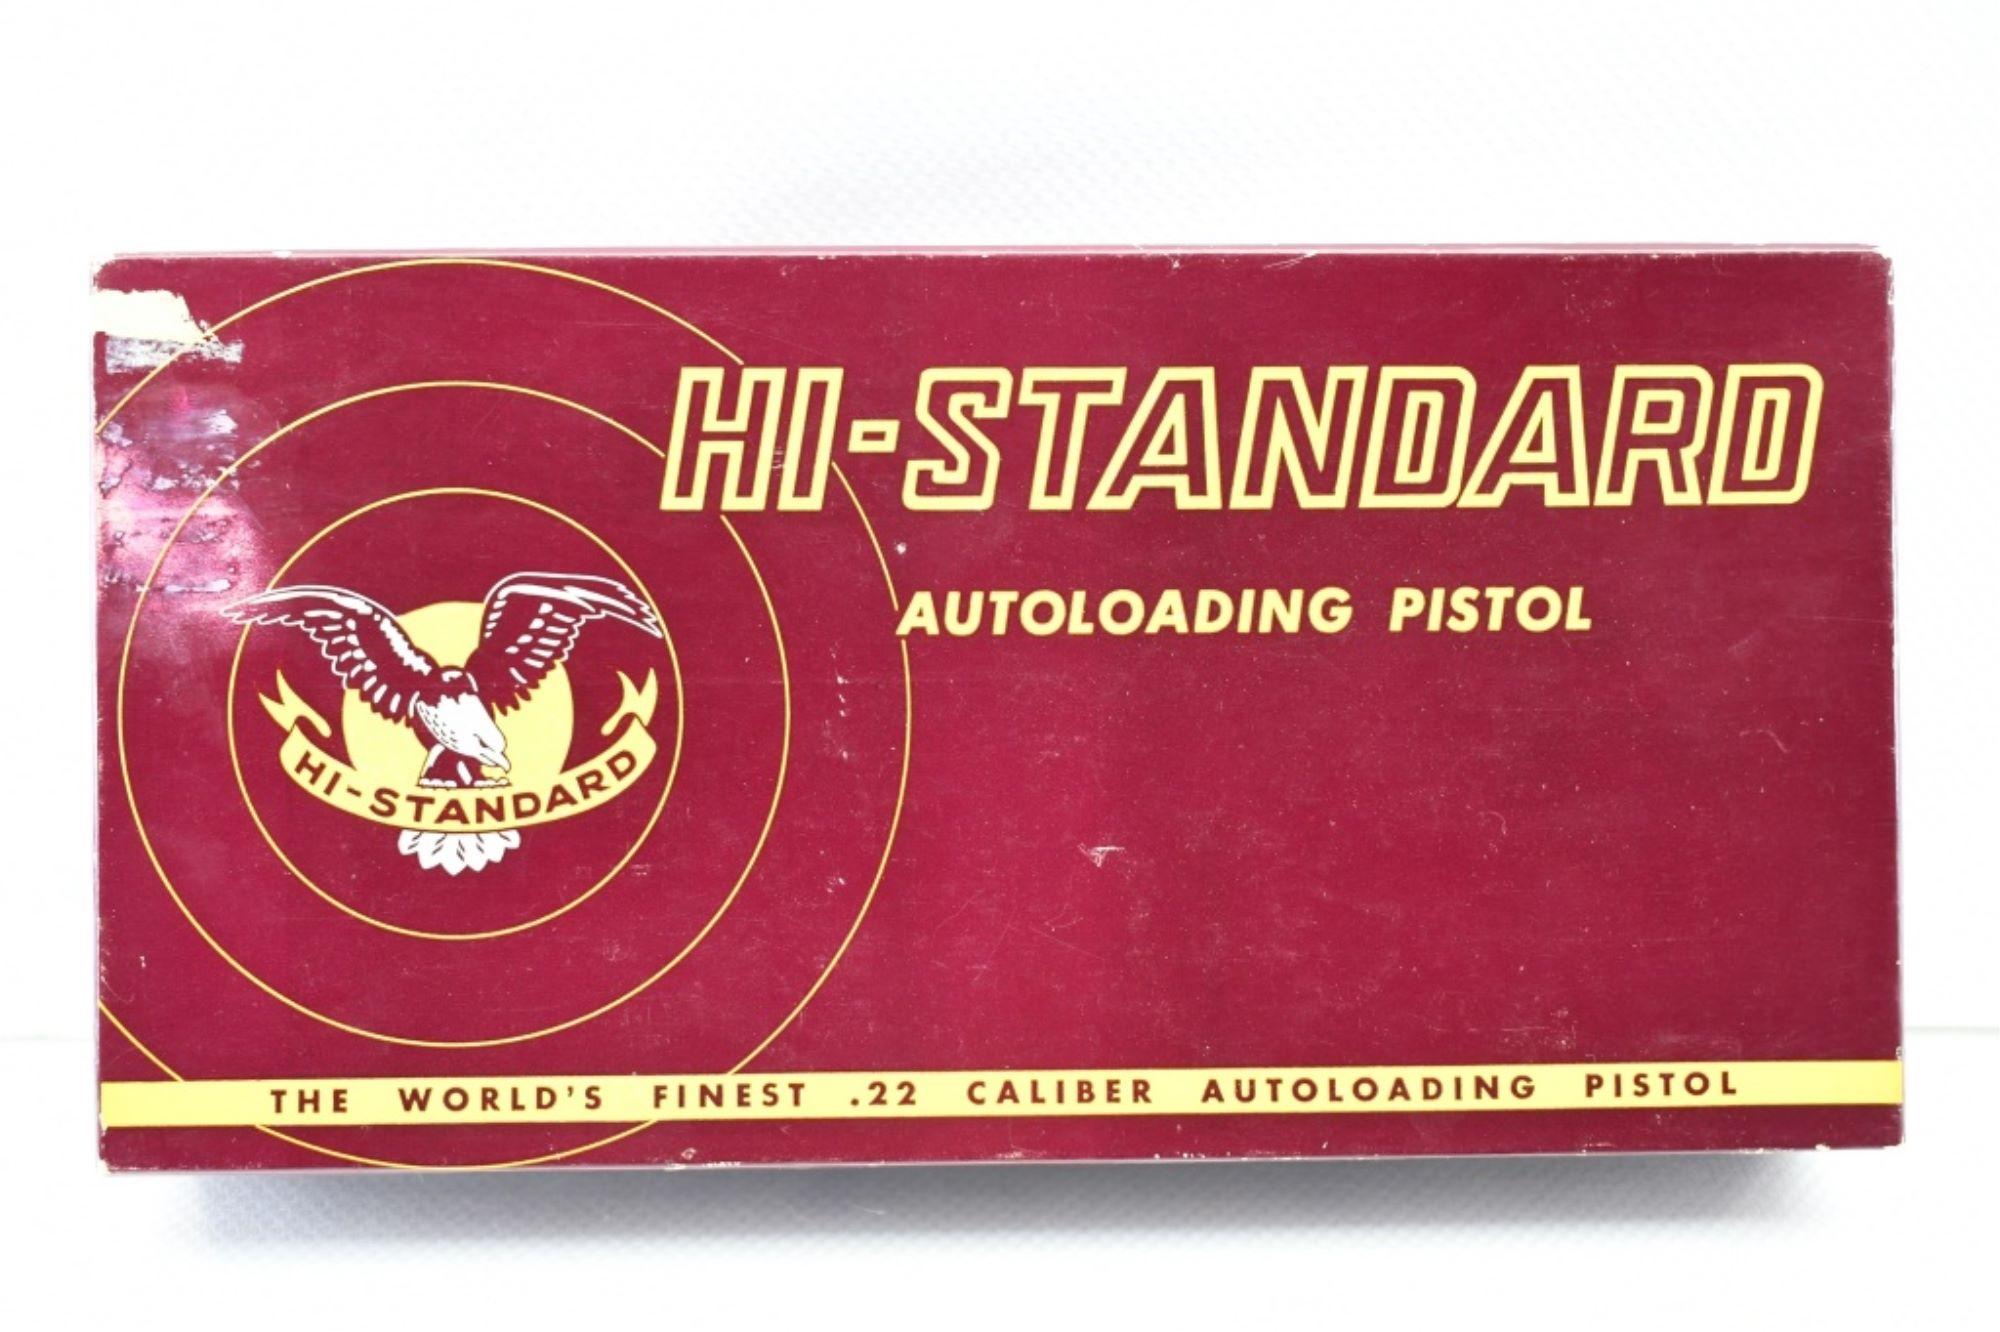 HI-STANDARD
AUTOLOADING PISTOL
HI-STANDARD
THE WORLD'S FINEST .22 CALIBER AUTOLOADING PISTOL